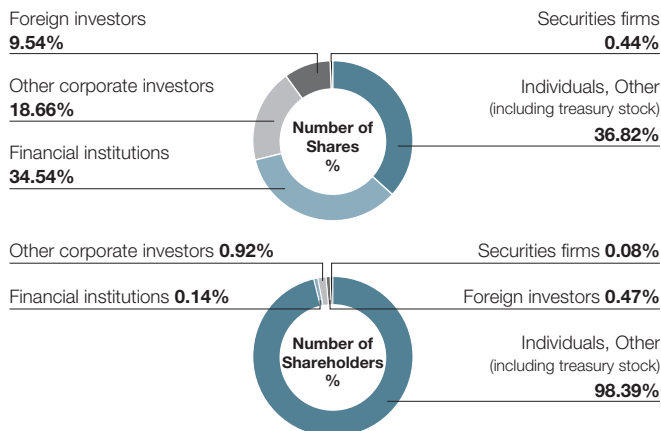 Foreign investors
9.54%
Securities firms
0.44%
Other corporate investors
18.66%
Individuals, Other
(including treasury stock)
36.82%
Financial institutions
34.54%
Number of
Shares
%
Other corporate investors 0.92%
Securities firms 0.08%
Financial institutions 0.14%
Foreign investors 0.47%
Individuals, Other
(including treasury stock)
98.39%
Number of
Shareholders
%